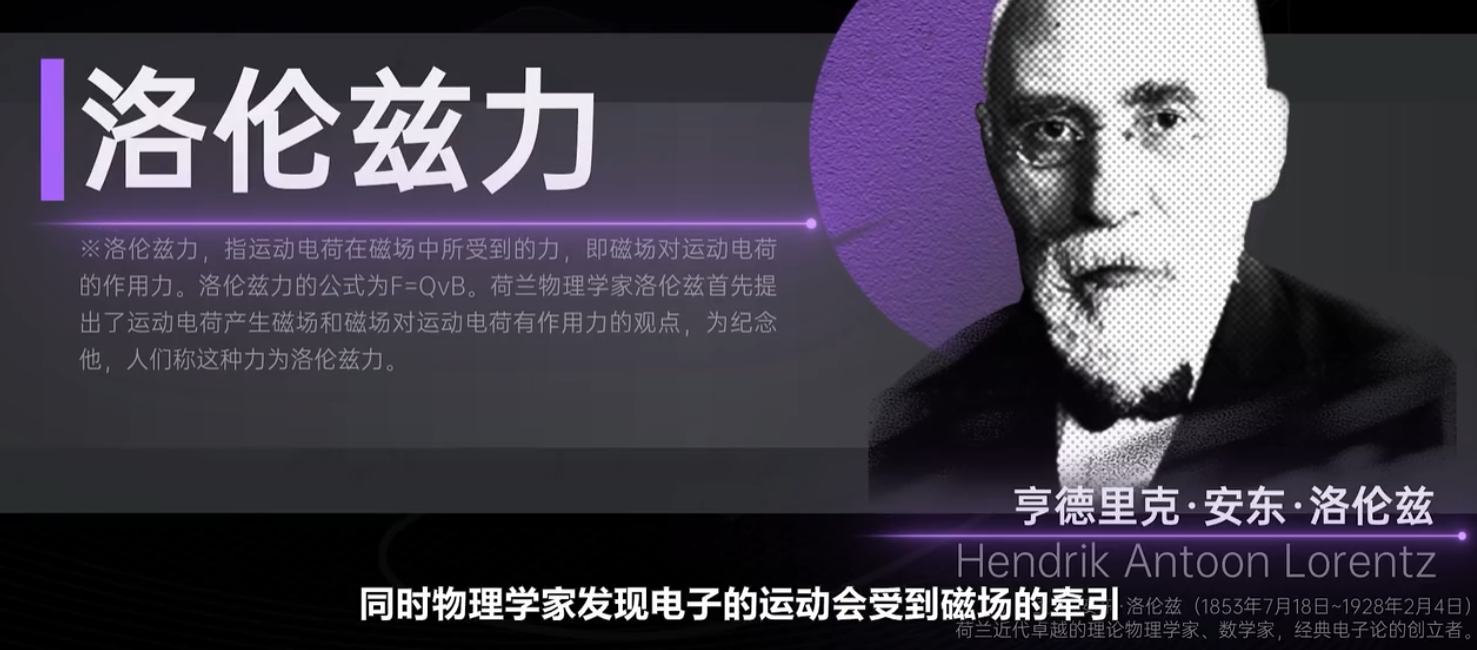 洛伦兹力
※洛伦兹力，指运动电荷在磁场中所受到的力，即磁场对运动电荷
的作用力。洛伦兹力的公式为F=QvB。荷兰物理学家洛伦兹首先提
出了运动电荷产生磁场和磁场对运动电荷有作用力的观点，为纪念
他，人们称这种力为洛伦兹力。
亨德里克·安东·洛伦兹
Hendrik Antoon Lorentz
同时物理学家发现电子的运动会受到磁场的牵引
·洛伦兹（1853年7月18日~1928年2月4日）
荷兰近代卓越的理论物理学家、数学家，经典电子论的创立者。